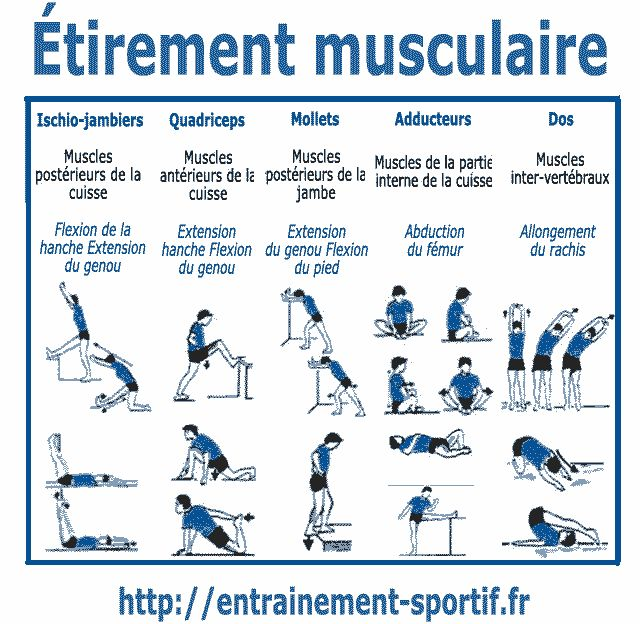 Étirement musculaire
Ischio-jambiers
Quadriceps
Mollets
Adducteurs
Dos
Muscles
postérieurs de la
cuisse
Muscles
antérieurs de la
cuisse
Muscles
postérieurs de la
jambe
Muscles de la partie
interne de la cuisse
Muscles
inter-vertébraux
Flexion de la
hanche Extension
du genou
Extension
hanche Flexion
du genou
Extension
du genou Flexion
du pied
Abduction
du fémur
Allongement
du rachis
http://entrainement-sportif.fr